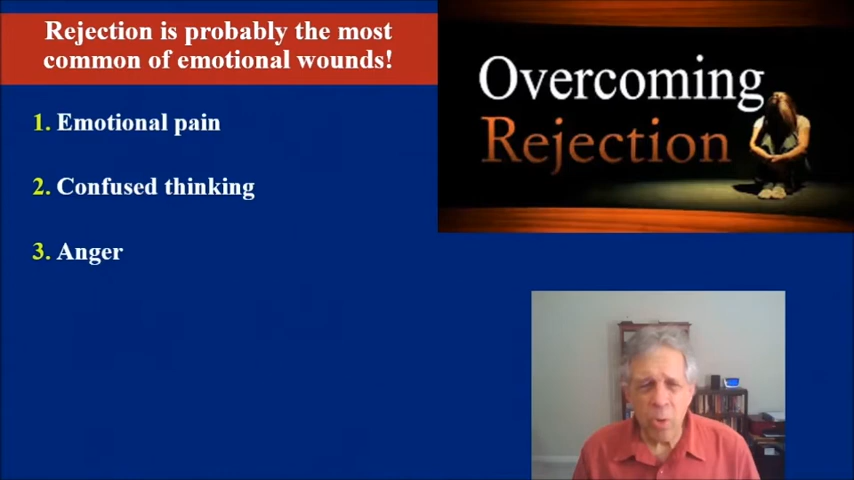 Rejection is probably the most
common of emotional wounds!
1. Emotional pain
2. Confused thinking
3. Anger
Overcoming
Rejection